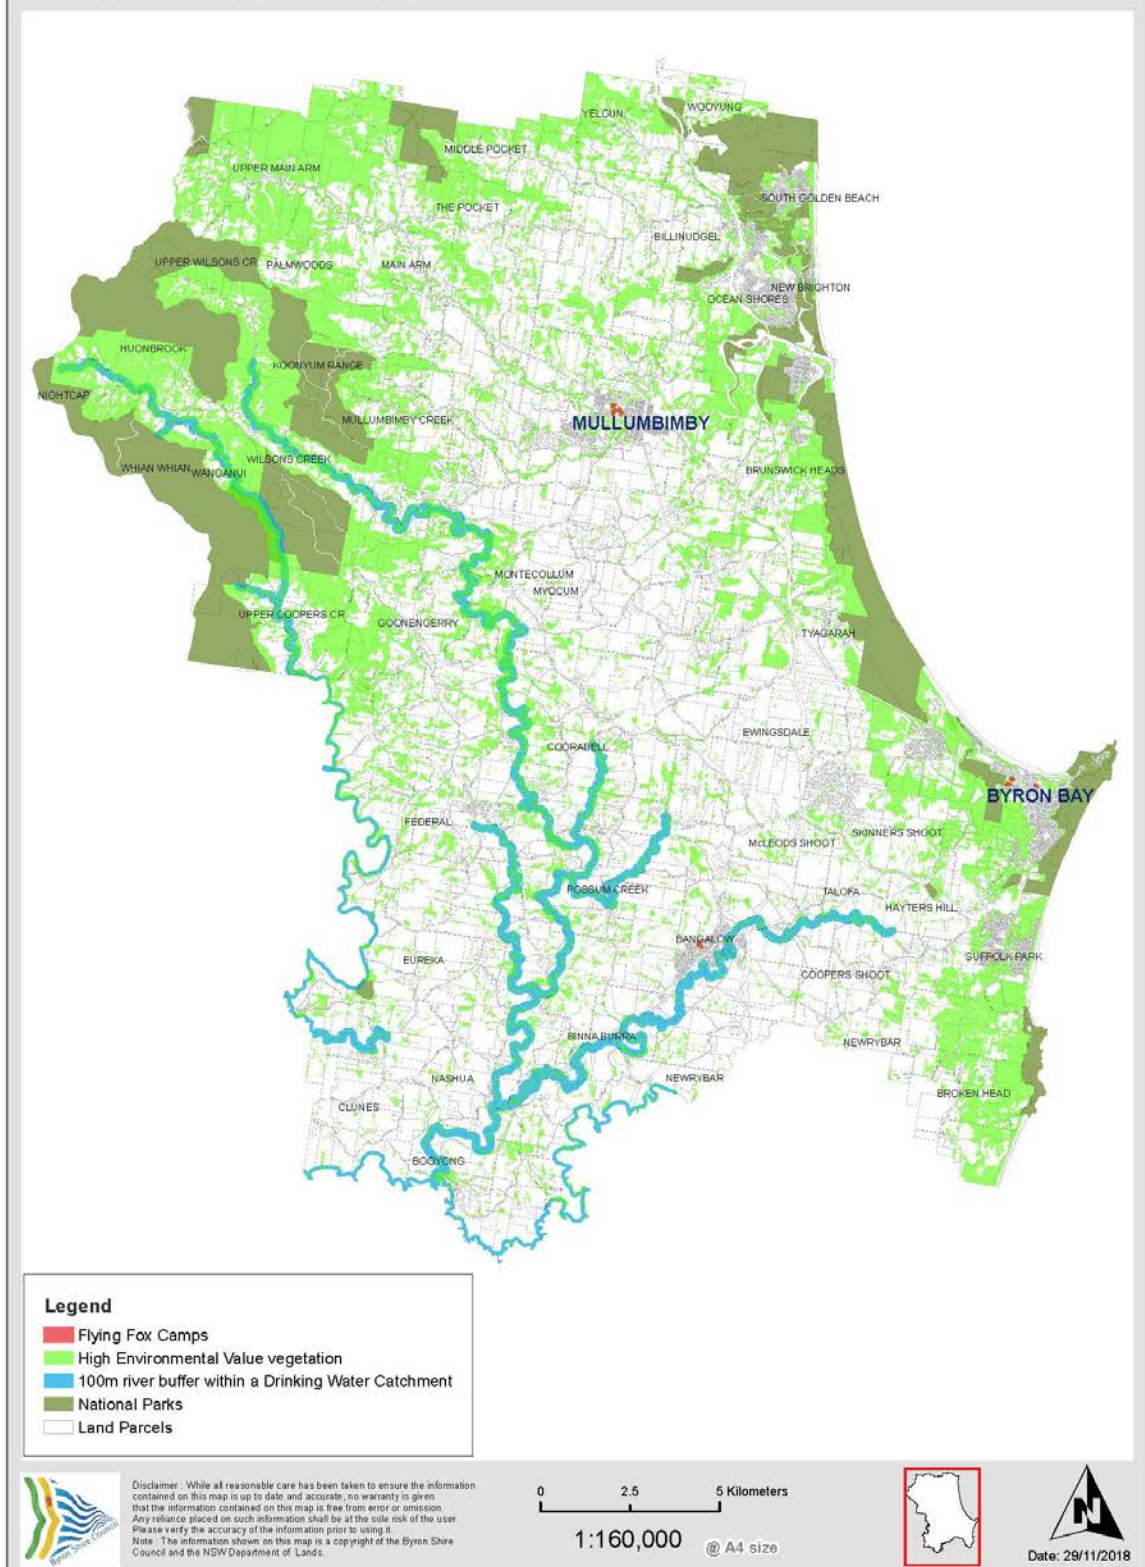 YELGUN
WOOYUNG
MIDDLE POCKET
UPPER MAIN ARM
SOUTH GOLDEN BEACH
THE POCKET
BILLINUDGEL
UPPER WILSONS CR
PALMWOODS
MAIN ARM
NEW BRIGHTON
OCEAN SHORES
HUONBROOK
KOONYUM RANGE
NIGHTCAP
MULLUMBIMBY CREEK
MULLUMBIMBY
WHIAN WHIAN
WANGANUI
WILSONS CREEK
BRUNSWICK HEADS
MONTECOLLUM
MYOCUM
UPPER COOPERS CR
GOONENGERRY
TYAGARAH
EWINGSDALE
COORABELL
BYRON BAY
FEDERAL
SKINNERS SHOOT
McLEODS SHOOT
POSSUM CREEK
TALOFA
HAYTERS HILL
BANGALOW
EUREKA
SUFFOLK PARK
COOPERS SHOOT
BINNA BURRA
NEWRYBAR
NASHUA
NEWRYBAR
CLUNES
BROKEN HEAD
BOOYONG
Legend
Flying Fox Camps
High Environmental Value vegetation
100m river buffer within a Drinking Water Catchment
National Parks
Land Parcels
Byron Shire Council
Disclaimer : While all reasonable care has been taken to ensure the information
contained on this map is up to date and accurate, no warranty is given
that the information contained on this map is free from error or omission.
Any reliance placed on such information shall be at the sole risk of the user.
Please verify the accuracy of the information prior to using it.
Note : The information shown on this map is a copyright of the Byron Shire
Council and the NSW Department of Lands.
0 2.5 5 Kilometers
1:160,000 @ A4 size
N
Date: 29/11/2018